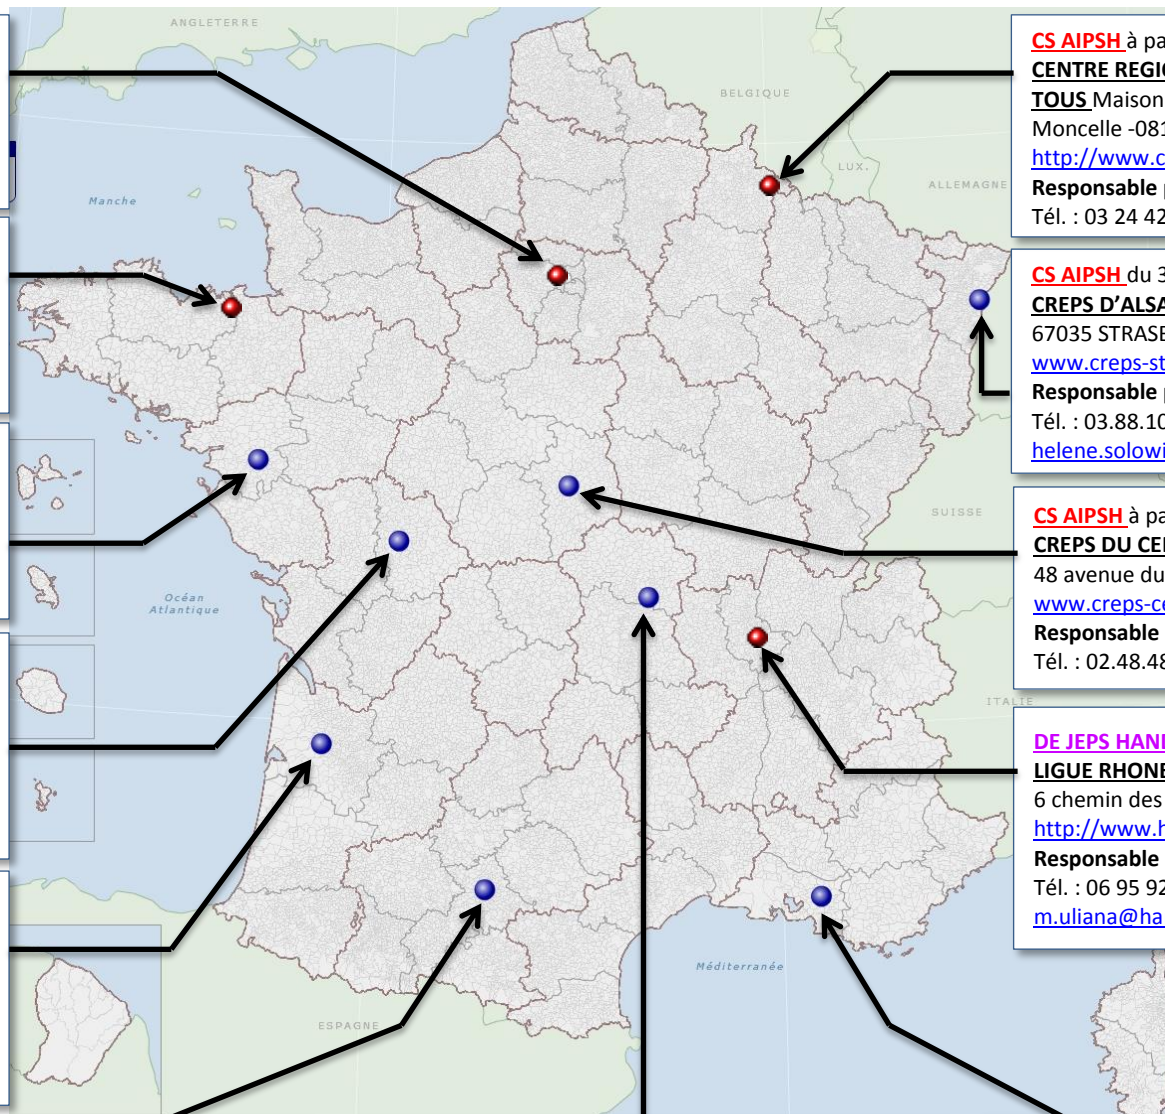 ANGLETERRE
BELGIQUE
LUX.
ALLEMAGNE
Manche
SUISSE
Océan
Atlantique
ITALIE
Méditerranée
ESPAGNE
CS AIPSH à pa
CENTRE REGIO
TOUS Maison
Moncelle -081
http://www.c
Responsable p
Tél. : 03 24 42
CS AIPSH du 3
CREPS D’ALSA
67035 STRASB
www.creps-st
Responsable p
Tél. : 03.88.10
helene.solowi
CS AIPSH à pa
CREPS DU CEN
48 avenue du
www.creps-ce
Responsable
Tél. : 02.48.48
DE JEPS HAND
LIGUE RHONE
6 chemin des
http://www.h
Responsable
Tél. : 06 95 92
m.uliana@ha